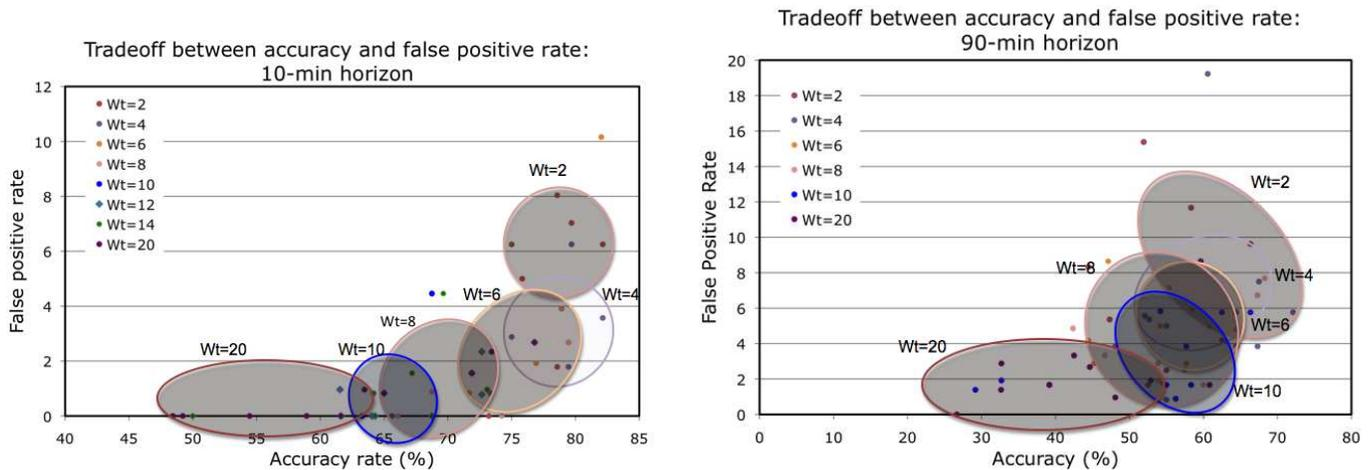 Tradeoff between accuracy and false positive rate:
10-min horizon
12
10
8
6
4
2
0
False positive rate
Wt=2
Wt=4
Wt=6
Wt=8
Wt=10
Wt=12
Wt=14
Wt=20
Wt=2
Wt=4
Wt=6
Wt=8
Wt=10
Wt=20
40 45 50 55 60 65 70 75 80 85
Accuracy rate (%)
Tradeoff between accuracy and false positive rate:
90-min horizon
20
18
16
14
12
10
8
6
4
2
0
False Positive Rate
Wt=2
Wt=4
Wt=6
Wt=8
Wt=10
Wt=20
Wt=2
Wt=8
Wt=4
Wt=6
Wt=20
Wt=10
0 10 20 30 40 50 60 70 80
Accuracy (%)